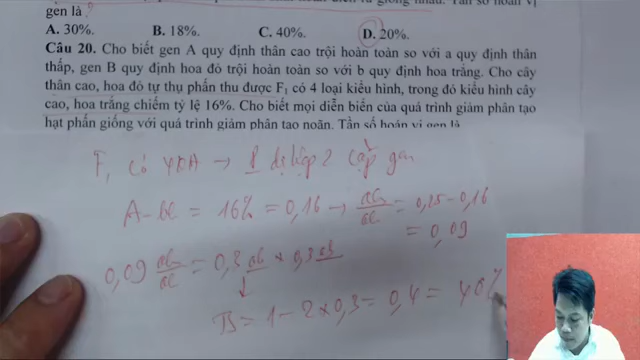 gen là ?
A. 30%. B. 18%. C. 40%. D. 20%.
Câu 20. Cho biết gen A quy định thân cao trội hoàn toàn so với a quy định thân
thấp, gen B quy định hoa đỏ trội hoàn toàn so với b quy định hoa trắng. Cho cây
thân cao, hoa đỏ tự thụ phấn thu được F₁ có 4 loại kiểu hình, trong đó kiểu hình cây
cao, hoa trắng chiếm tỷ lệ 16%. Cho biết mọi diễn biến của quá trình giảm phân tạo
hạt phấn giống với quá trình giảm phân tạo noãn. Tần số hoán vị gen là
F₁ có 4KH → P dị hợp 2 cặp gen
A-bb = 16% = 0,16 → ab/ab = 0,25 - 0,16
= 0,09
0,09 ab/ab = 0,3 ab × 0,3 ab
= 1 - 2 × 0,3 = 0,4 = 40%